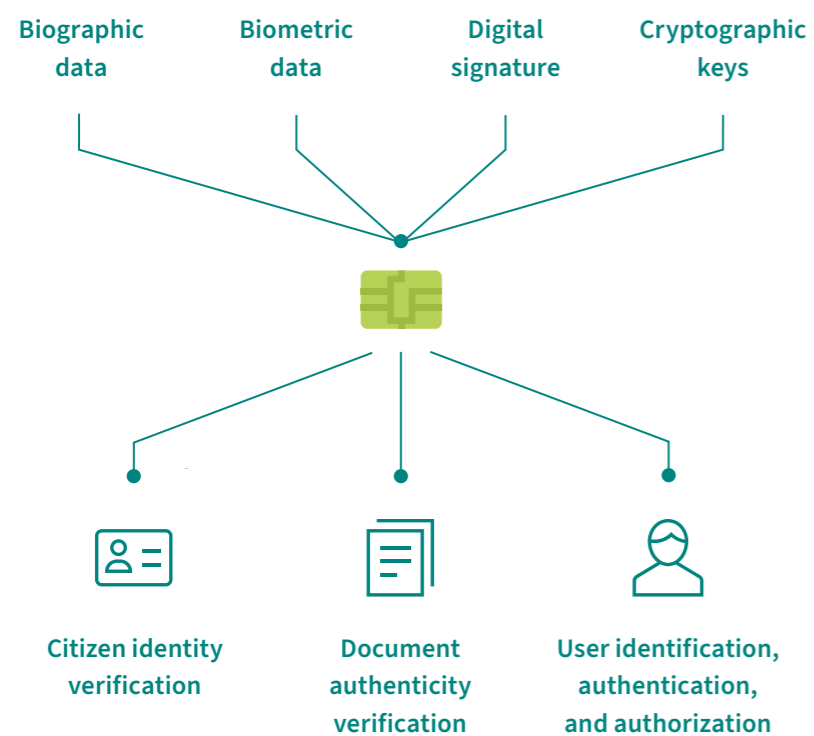 Biographic
data
Biometric
data
Digital
signature
Cryptographic
keys
Citizen identity
verification
Document
authenticity
verification
User identification,
authentication,
and authorization